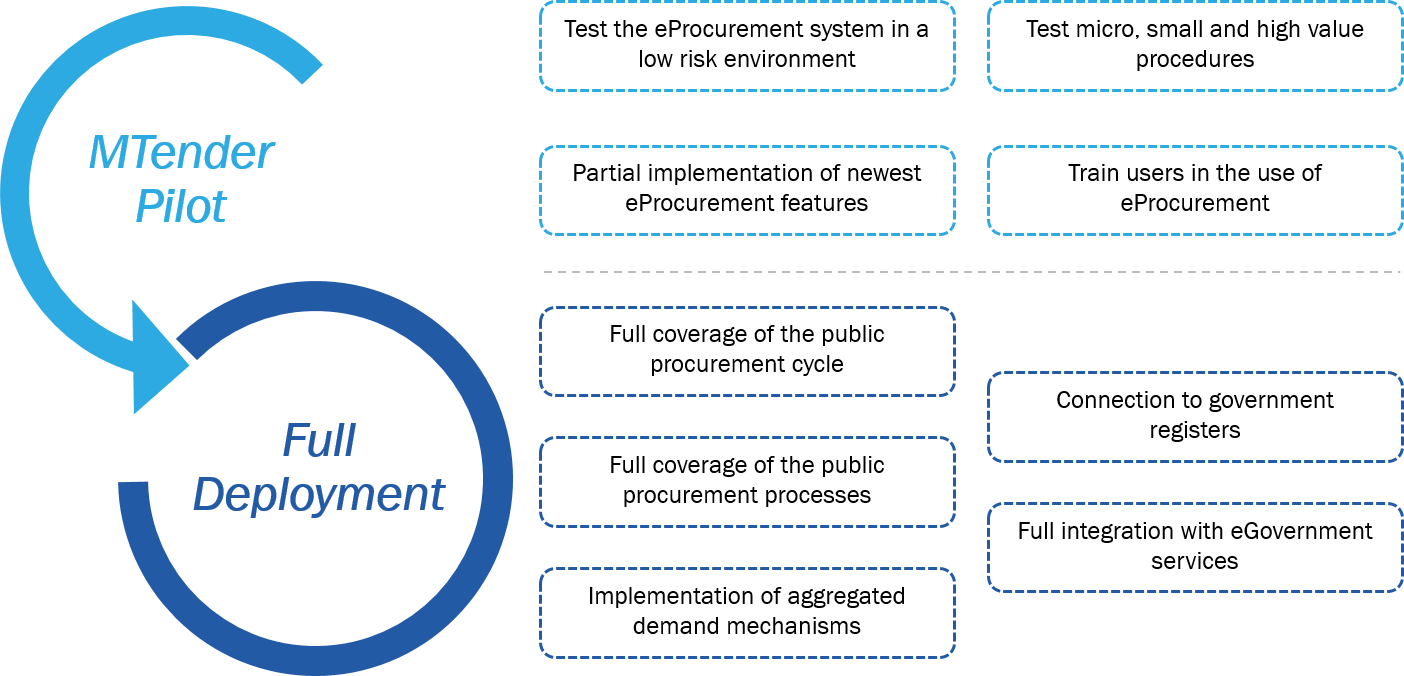 MTender
Pilot
Test the eProcurement system in a
low risk environment
Test micro, small and high value
procedures
Partial implementation of newest
eProcurement features
Train users in the use of
eProcurement
Full
Deployment
Full coverage of the public
procurement cycle
Full coverage of the public
procurement processes
Implementation of aggregated
demand mechanisms
Connection to government
registers
Full integration with eGovernment
services